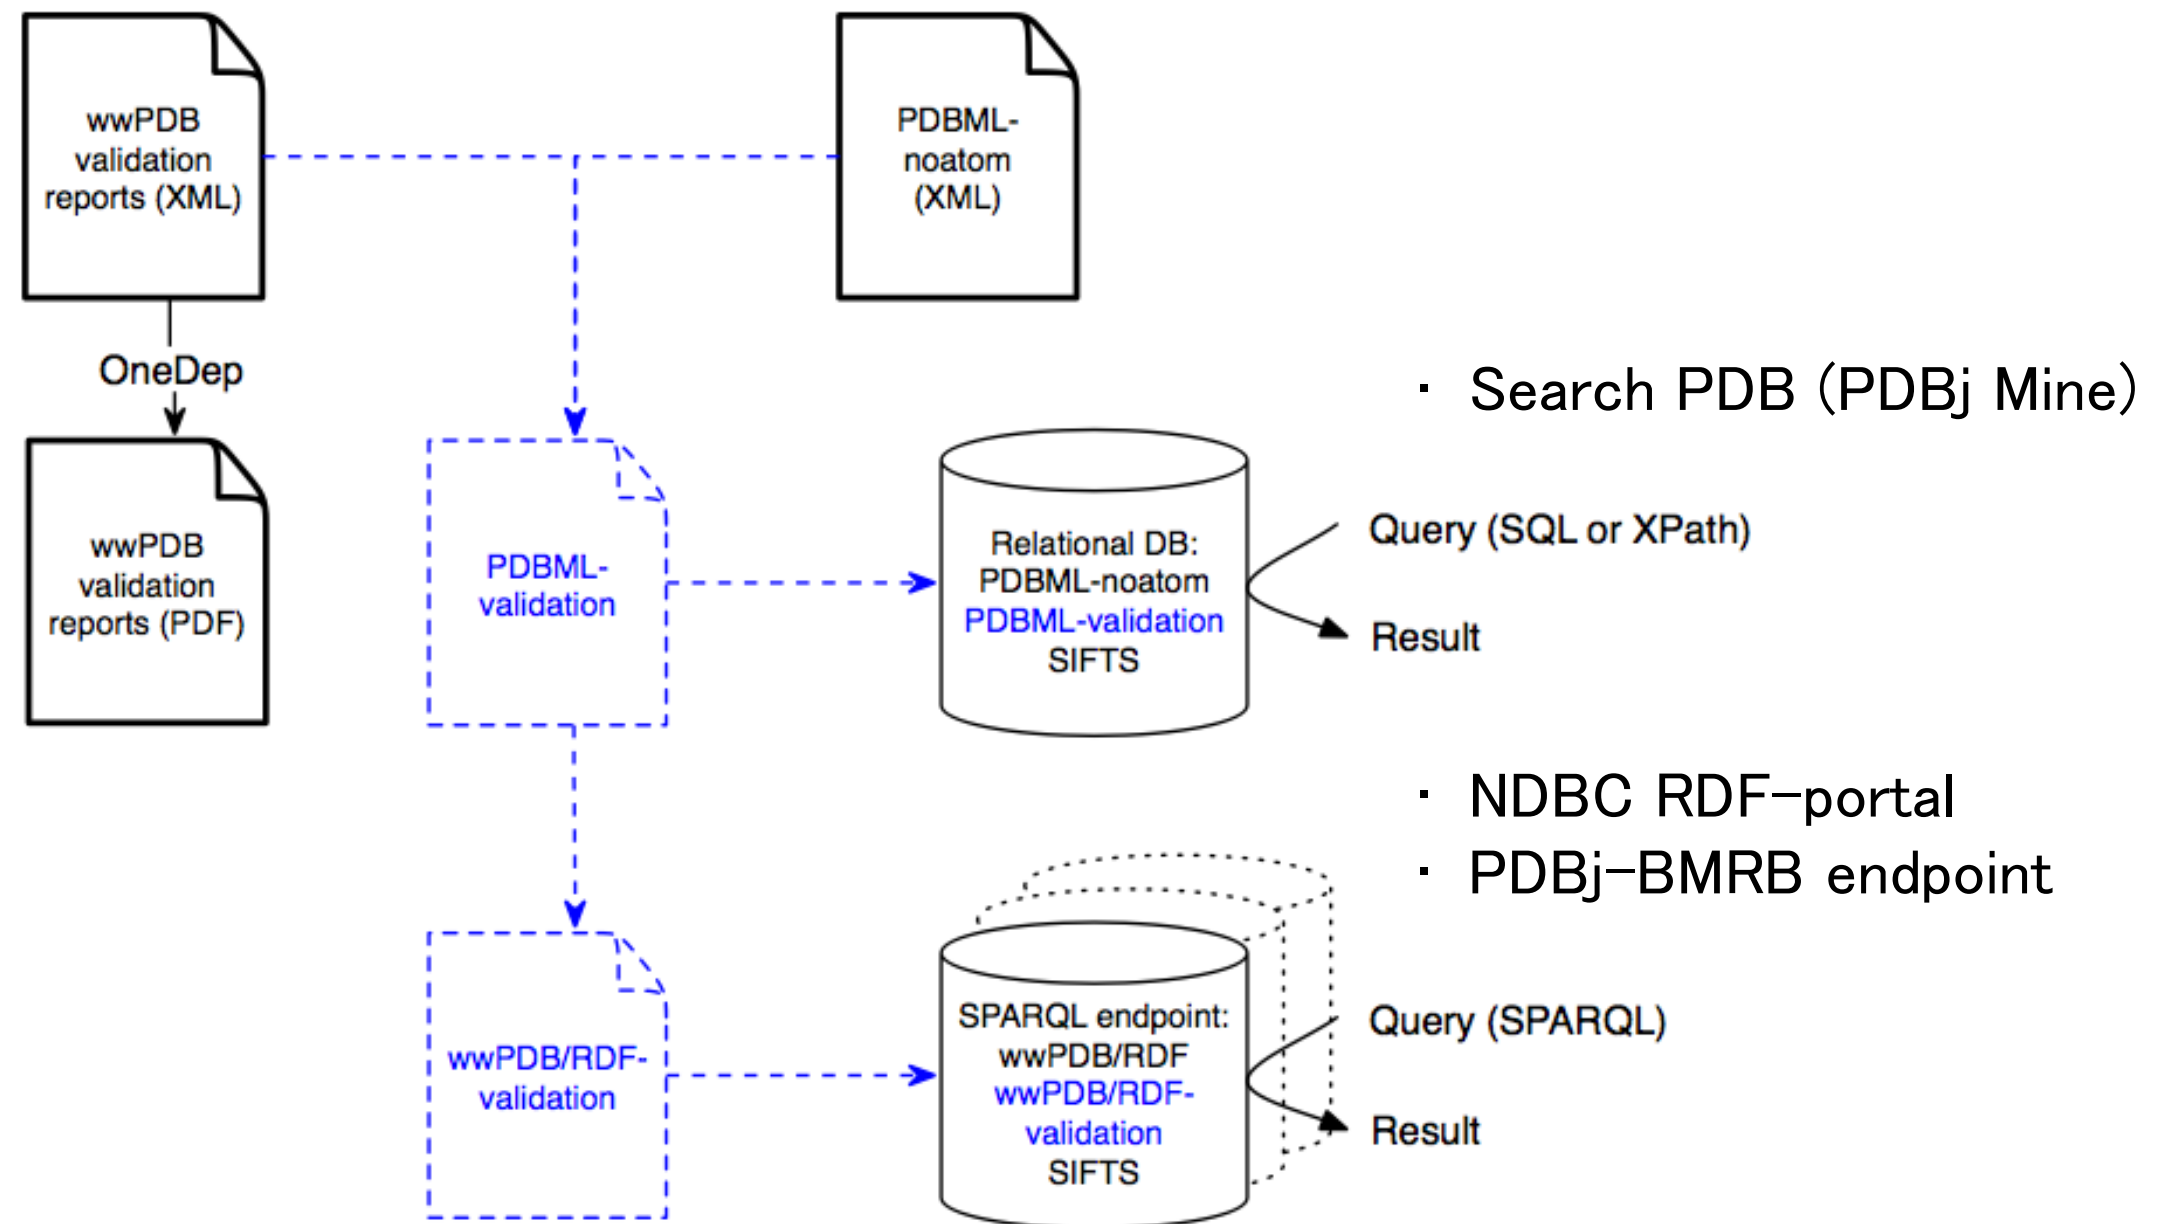 wwPDB
validation
reports (XML)
PDBML-
noatom
(XML)
OneDep
wwPDB
validation
reports (PDF)
PDBML-
validation
Relational DB:
PDBML-noatom
PDBML-validation
SIFTS
・ Search PDB (PDBj Mine)
Query (SQL or XPath)
Result
wwPDB/RDF-
validation
SPARQL endpoint:
wwPDB/RDF
wwPDB/RDF-
validation
SIFTS
・ NDBC RDF-portal
・ PDBj-BMRB endpoint
Query (SPARQL)
Result